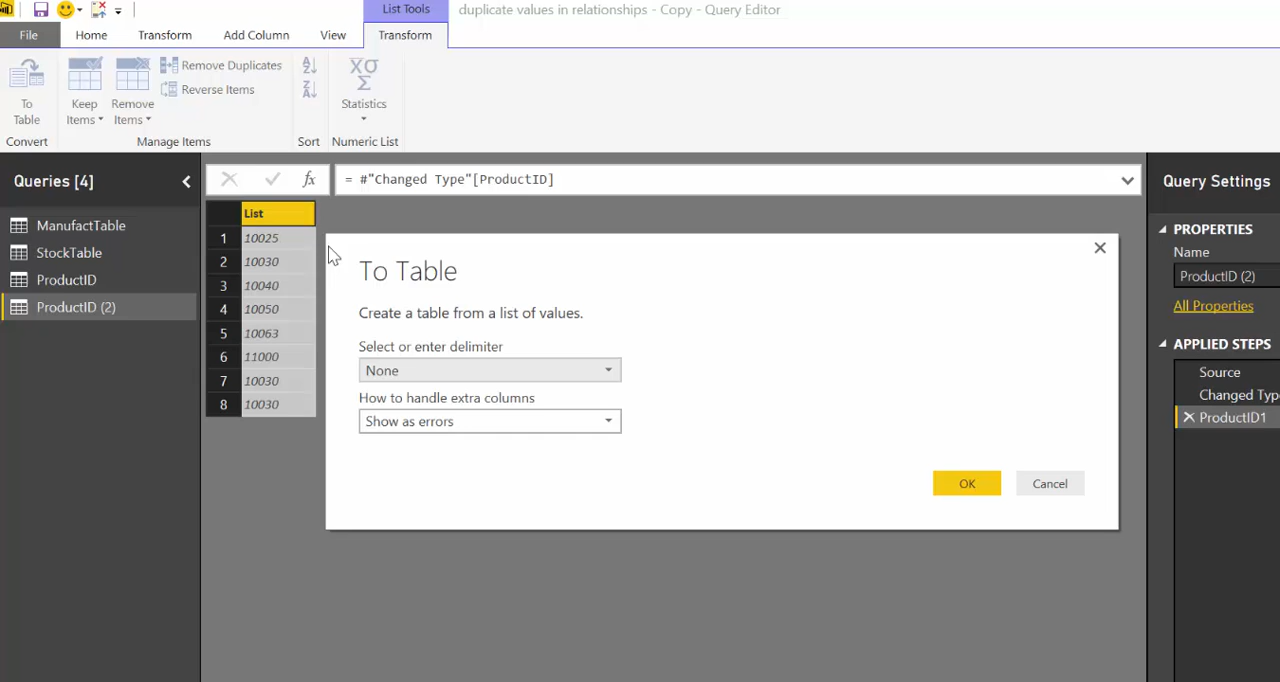 List Tools
duplicate values in relationships - Copy - Query Editor
File
Home
Transform
Add Column
View
Transform
To
Table
Keep
Items
Remove
Items
Remove Duplicates
Reverse Items
Statistics
Convert
Manage Items
Sort
Numeric List
Queries [4]
ManufactTable
StockTable
ProductID
ProductID (2)
fx
= #"Changed Type"[ProductID]
List
1 10025
2 10030
3 10040
4 10050
5 10063
6 11000
7 10030
8 10030
To Table
Create a table from a list of values.
Select or enter delimiter
None
How to handle extra columns
Show as errors
OK
Cancel
Query Settings
PROPERTIES
Name
ProductID (2)
All Properties
APPLIED STEPS
Source
Changed Type
ProductID1